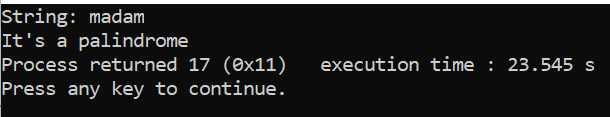 String: madam
It's a palindrome
Process returned 17 (0x11)   execution time : 23.545 s
Press any key to continue.